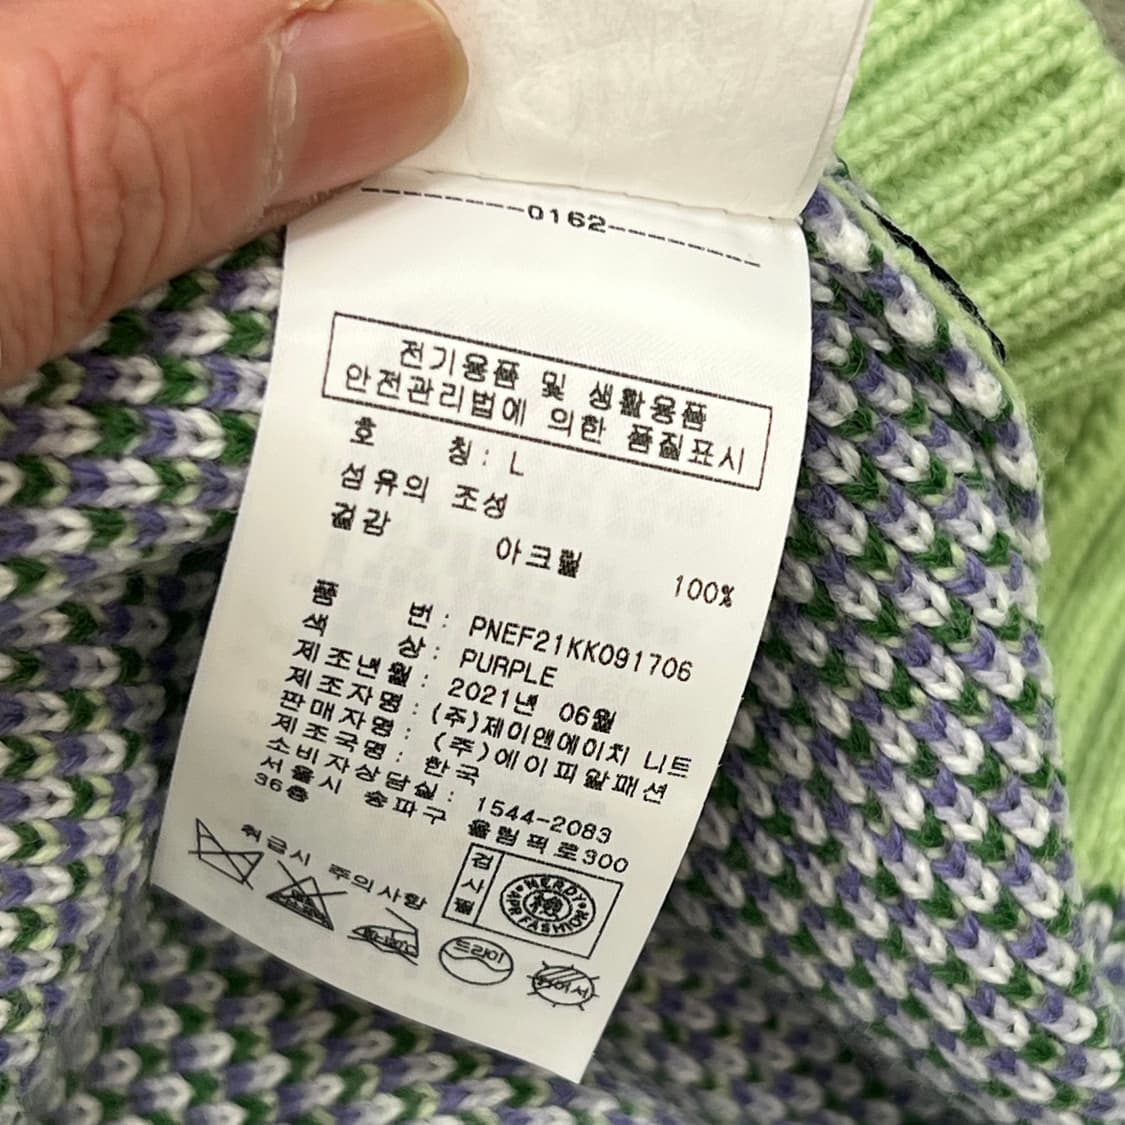 0162
전기용품 및 생활용품
안전관리법에 의한 품질표시
호 칭: L
섬유의 조성
겉감
아크릴 100%
품 번: PNEF21KK091706
색 상: PURPLE
제조년월: 2021년 06월
제조자명: (주)제이앤에이치 니트
판매자명: (주)에이피알패션
제조국명: 한국
소비자상담실: 1544-2083
서울시 송파구 올림픽로300
36층
취급시 주의사항
검사필
NERDY
檢
APR FASHION
드라이